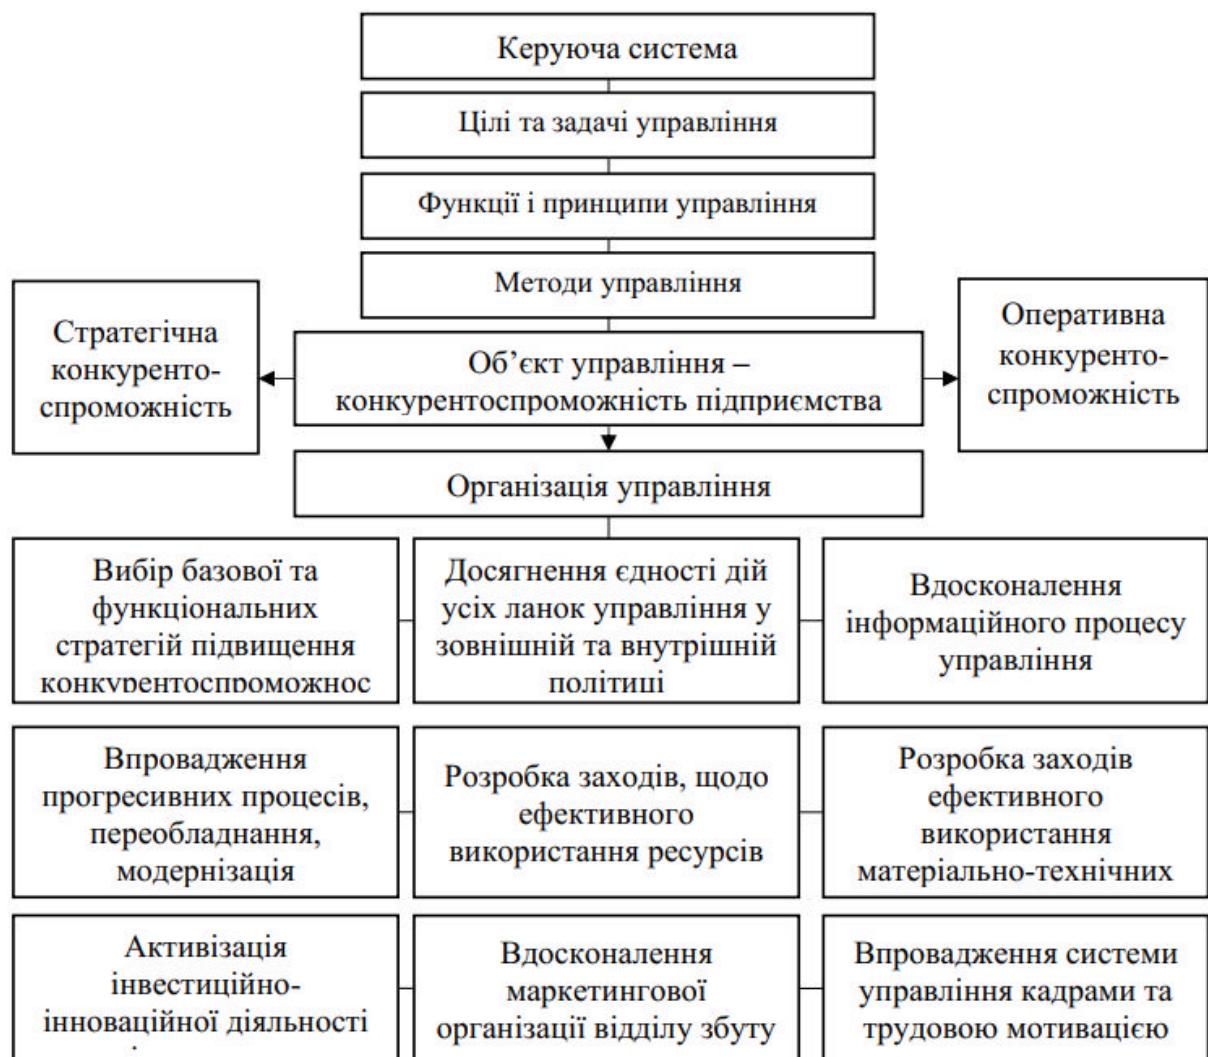 Керуюча система
Цілі та задачі управління
Функції і принципи управління
Методи управління
Стратегічна
конкуренто-
спроможність
Об’єкт управління –
конкурентоспроможність підприємства
Оперативна
конкуренто-
спроможність
Організація управління
Вибір базової та
функціональних
стратегій підвищення
конкурентоспроможнос
Досягнення єдності дій
усіх ланок управління у
зовнішній та внутрішній
політиці
Вдосконалення
інформаційного процесу
управління
Впровадження
прогресивних процесів,
переобладнання,
модернізація
Розробка заходів, щодо
ефективного
використання ресурсів
Розробка заходів
ефективного
використання
матеріально-технічних
Активізація
інвестиційно-
інноваційної діяльності
Вдосконалення
маркетингової
організації відділу збуту
Впровадження системи
управління кадрами та
трудовою мотивацією